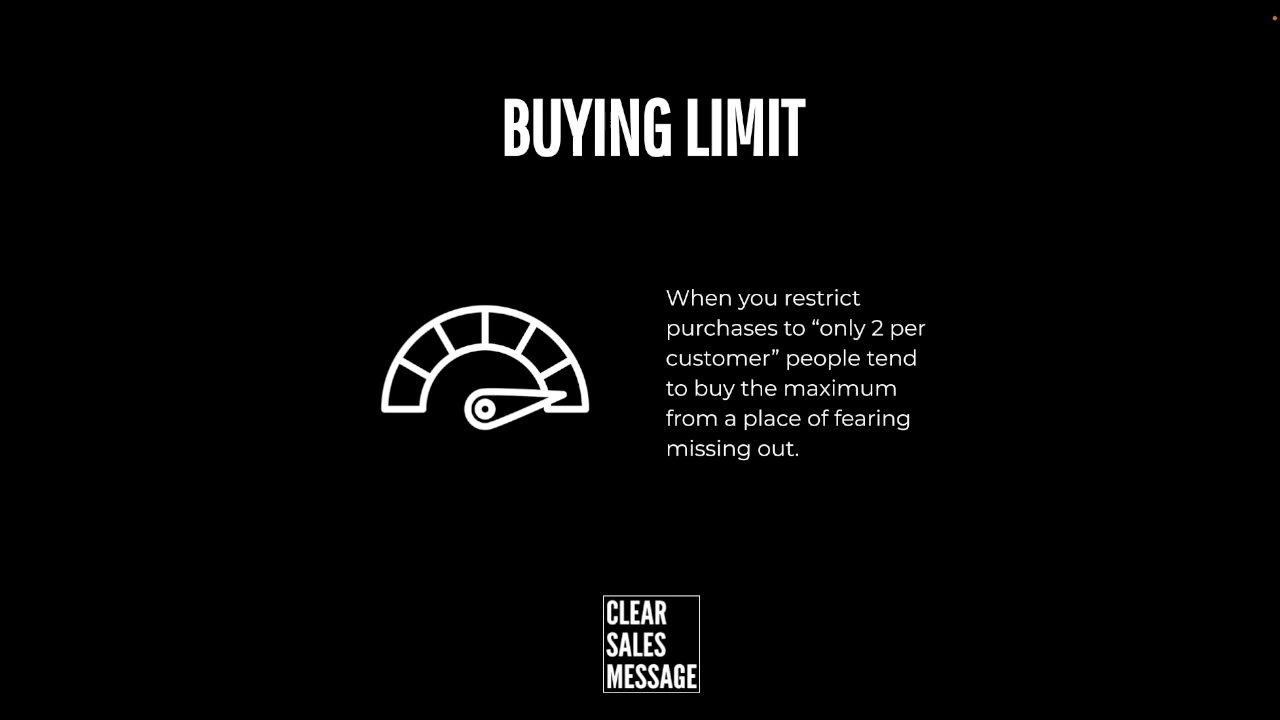 BUYING LIMIT
When you restrict
purchases to “only 2 per
customer” people tend
to buy the maximum
from a place of fearing
missing out.
CLEAR
SALES
MESSAGE